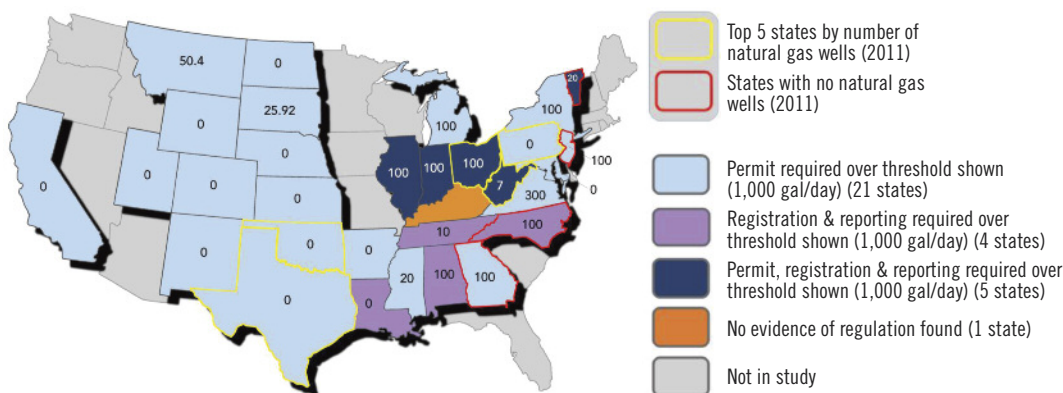 50.4
0
25.92
0
0
0
0
0
0
0
0
0
0
20
0
100
10
100
100
100
100
100
100
7
300
0
100
20
100
0
Top 5 states by number of
natural gas wells (2011)
States with no natural gas
wells (2011)
Permit required over threshold shown
(1,000 gal/day) (21 states)
Registration & reporting required over
threshold shown (1,000 gal/day) (4 states)
Permit, registration & reporting required over
threshold shown (1,000 gal/day) (5 states)
No evidence of regulation found (1 state)
Not in study